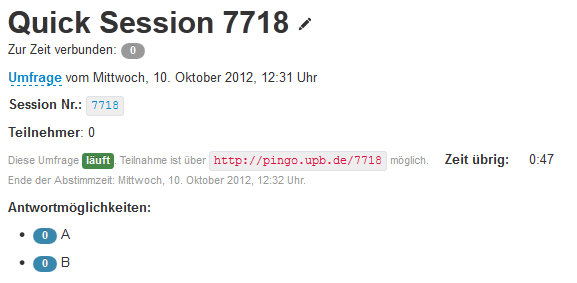 Quick Session 7718
Zur Zeit verbunden: 0
Umfrage vom Mittwoch, 10. Oktober 2012, 12:31 Uhr
Session Nr.: 7718
Teilnehmer: 0
Diese Umfrage läuft. Teilnahme ist über http://pingo.upb.de/7718 möglich. Zeit übrig: 0:47
Ende der Abstimmzeit: Mittwoch, 10. Oktober 2012, 12:32 Uhr.
Antwortmöglichkeiten:
0 A
0 B